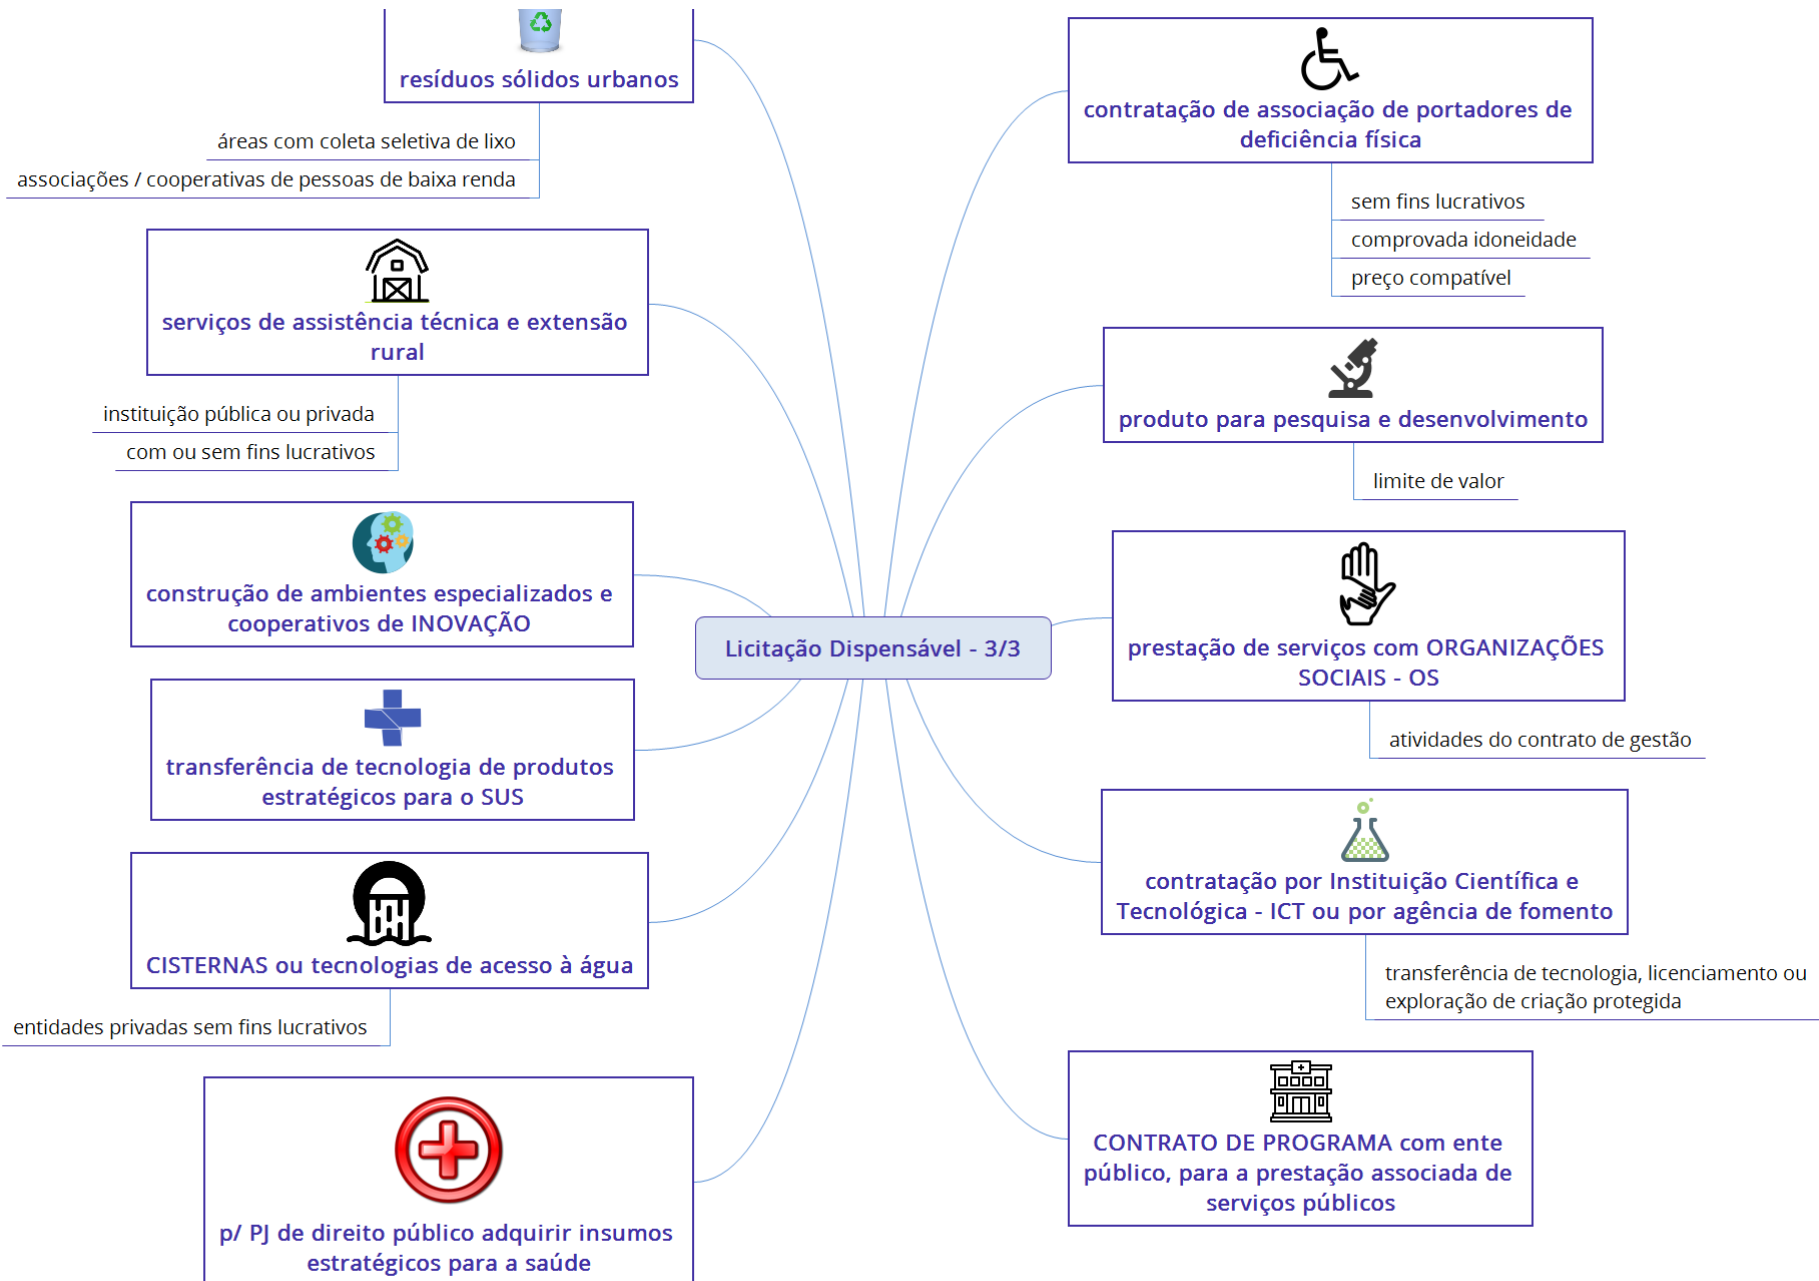 resíduos sólidos urbanos
áreas com coleta seletiva de lixo
associações / cooperativas de pessoas de baixa renda
serviços de assistência técnica e extensão
rural
instituição pública ou privada
com ou sem fins lucrativos
construção de ambientes especializados e
cooperativos de INOVAÇÃO
transferência de tecnologia de produtos
estratégicos para o SUS
CISTERNAS ou tecnologias de acesso à água
entidades privadas sem fins lucrativos
p/ PJ de direito público adquirir insumos
estratégicos para a saúde
Licitação Dispensável - 3/3
contratação de associação de portadores de
deficiência física
sem fins lucrativos
comprovada idoneidade
preço compatível
produto para pesquisa e desenvolvimento
limite de valor
prestação de serviços com ORGANIZAÇÕES
SOCIAIS - OS
atividades do contrato de gestão
contratação por Instituição Científica e
Tecnológica - ICT ou por agência de fomento
transferência de tecnologia, licenciamento ou
exploração de criação protegida
CONTRATO DE PROGRAMA com ente
público, para a prestação associada de
serviços públicos